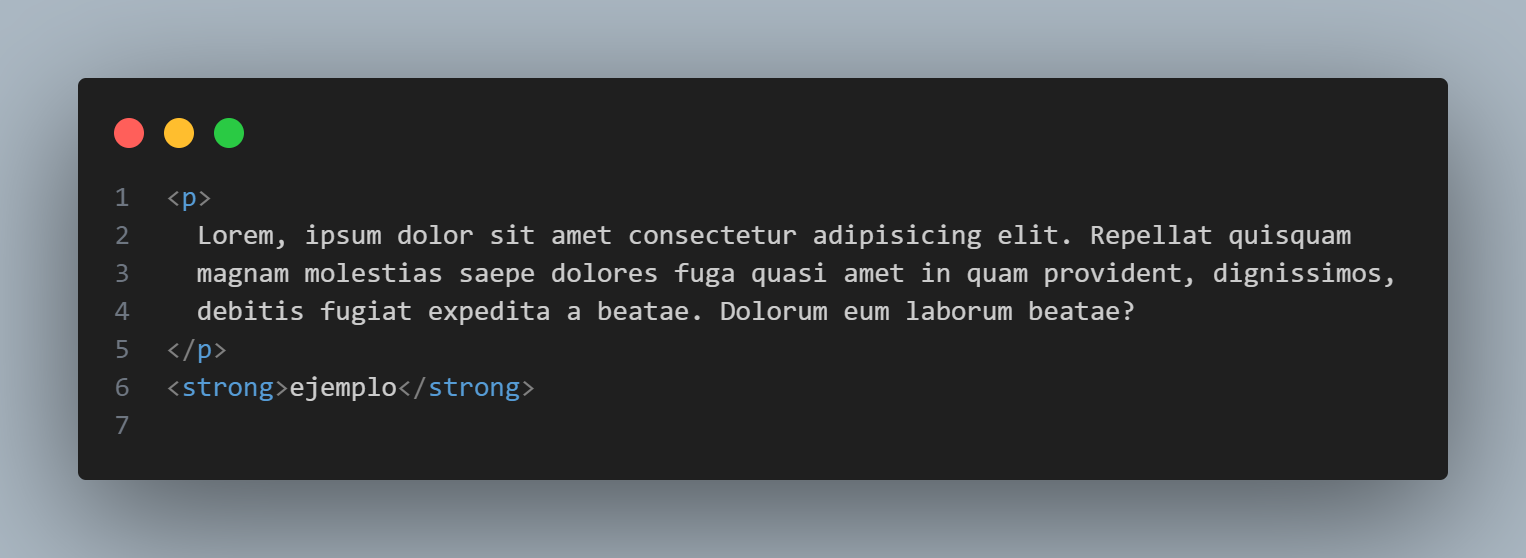 1 <p>
2 Lorem, ipsum dolor sit amet consectetur adipisicing elit. Repellat quisquam
3 magnam molestias saepe dolores fuga quasi amet in quam provident, dignissimos,
4 debitis fugiat expedita a beatae. Dolorum eum laborum beatae?
5 </p>
6 <strong>ejemplo</strong>
7